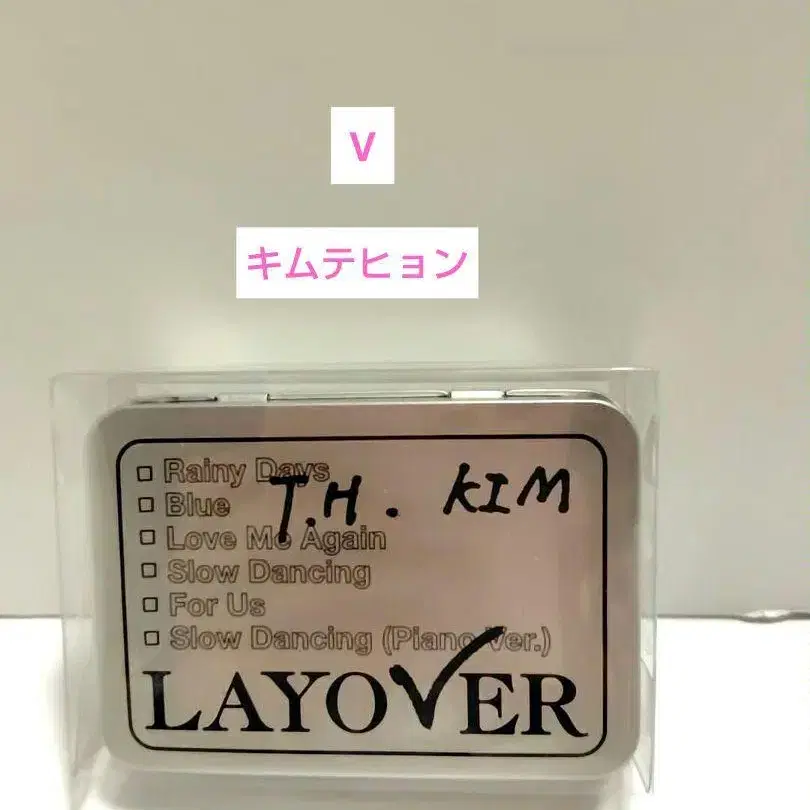 V
キムテヒョン
Rainy Days
T.H. KIM
Blue
Love Me Again
Slow Dancing
For Us
Slow Dancing (Piano Ver.)
LAYOVER